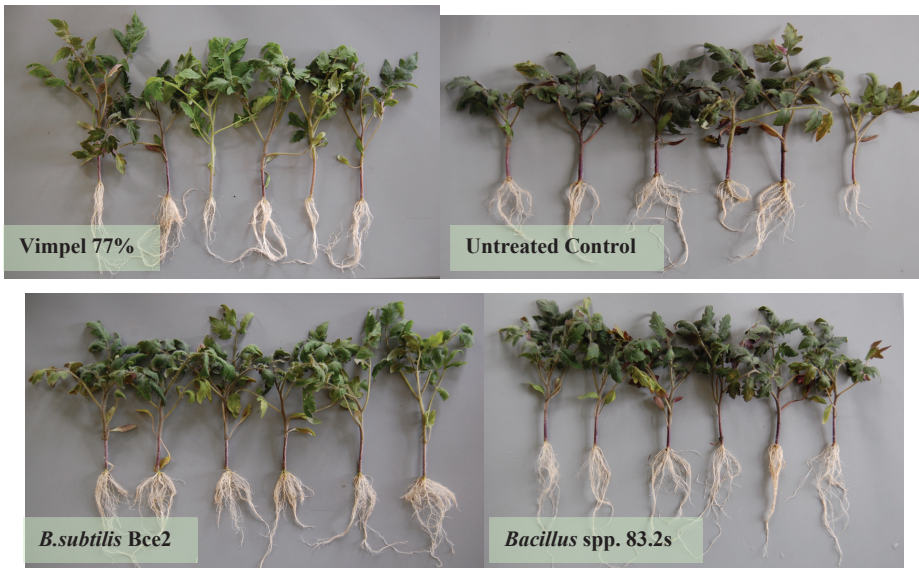 Vimpel 77%
Untreated Control
B.subtilis Bce2
Bacillus spp. 83.2s